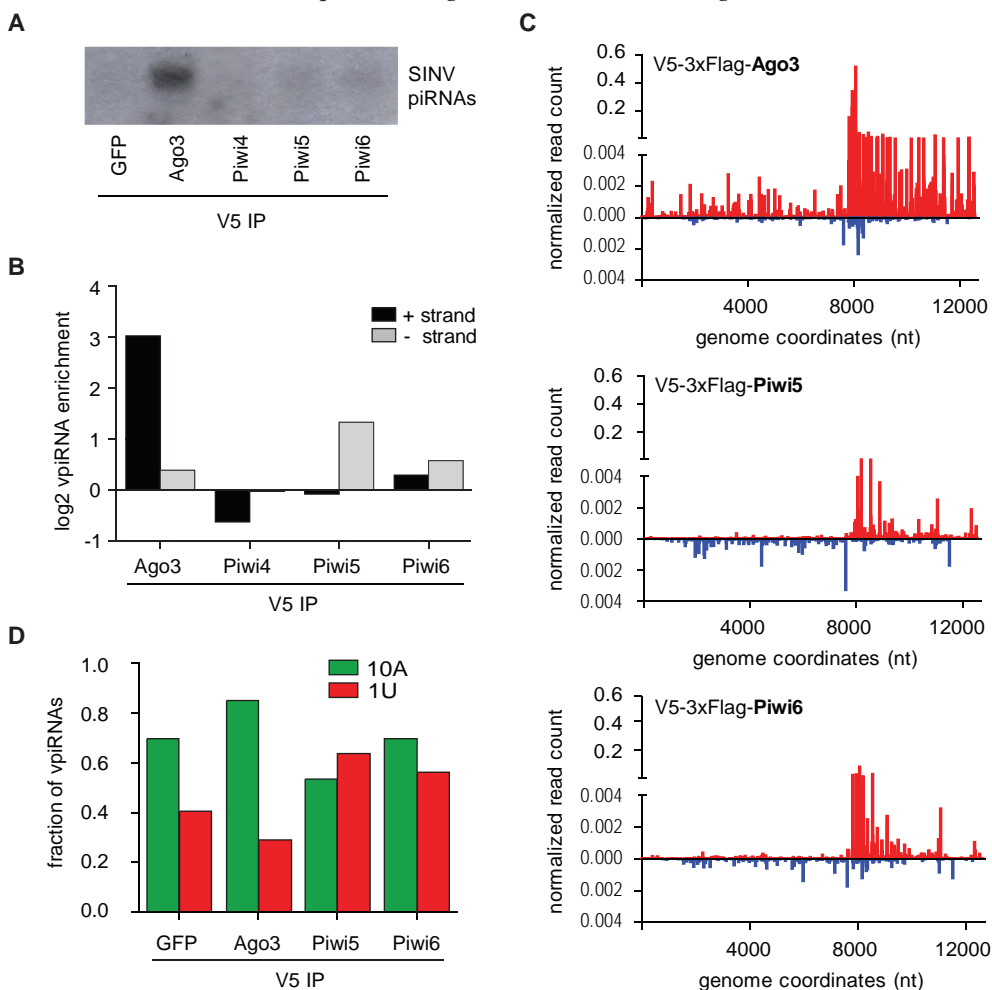 A
SINV
piRNAs
GFP
Ago3
Piwi4
Piwi5
Piwi6
V5 IP
B
4
3
2
1
0
-1
log2 vpiRNA enrichment
+ strand
- strand
Ago3 Piwi4 Piwi5 Piwi6
V5 IP
D
1.0
0.8
0.6
0.4
0.2
0.0
fraction of vpiRNAs
10A
1U
GFP Ago3 Piwi5 Piwi6
V5 IP
C
V5-3xFlag-Ago3
normalized read count
0.6
0.4
0.2
0.004
0.002
0.000
0.002
0.004
4000 8000 12000
genome coordinates (nt)
V5-3xFlag-Piwi5
normalized read count
0.6
0.4
0.2
0.004
0.002
0.000
0.002
0.004
4000 8000 12000
genome coordinates (nt)
V5-3xFlag-Piwi6
normalized read count
0.6
0.4
0.2
0.004
0.002
0.000
0.002
0.004
4000 8000 12000
genome coordinates (nt)